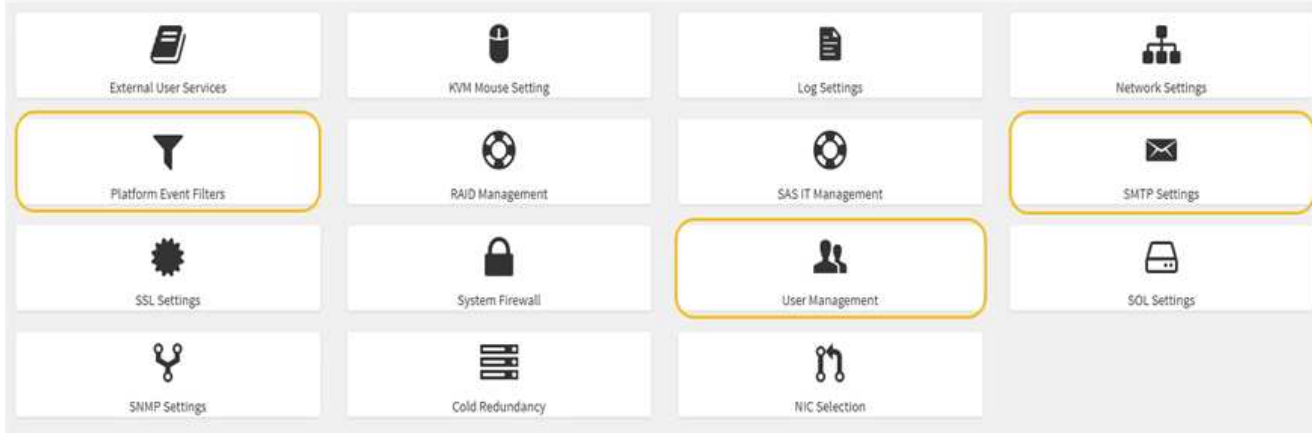 External User Services
KVM Mouse Setting
Log Settings
Network Settings
Platform Event Filters
RAID Management
SAS IT Management
SMTP Settings
SSL Settings
System Firewall
User Management
SOL Settings
SNMP Settings
Cold Redundancy
NIC Selection